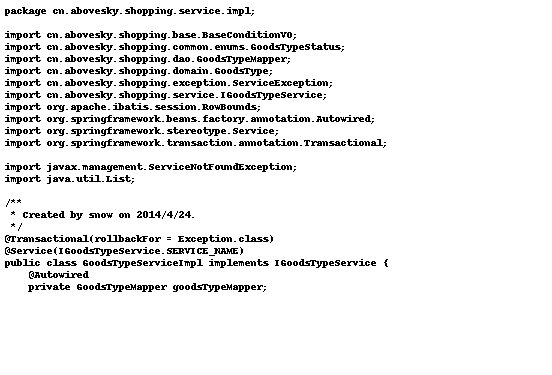 package cn.abovesky.shopping.service.impl;

import cn.abovesky.shopping.base.BaseConditionVO;
import cn.abovesky.shopping.common.enums.GoodsTypeStatus;
import cn.abovesky.shopping.dao.GoodsTypeMapper;
import cn.abovesky.shopping.domain.GoodsType;
import cn.abovesky.shopping.exception.ServiceException;
import cn.abovesky.shopping.service.IGoodsTypeService;
import org.apache.ibatis.session.RowBounds;
import org.springframework.beans.factory.annotation.Autowired;
import org.springframework.stereotype.Service;
import org.springframework.transaction.annotation.Transactional;

import javax.management.ServiceNotFoundException;
import java.util.List;

/**
 * Created by snow on 2014/4/24.
 */
@Transactional(rollbackFor = Exception.class)
@Service(IGoodsTypeService.SERVICE_NAME)
public class GoodsTypeServiceImpl implements IGoodsTypeService {
    @Autowired
    private GoodsTypeMapper goodsTypeMapper;